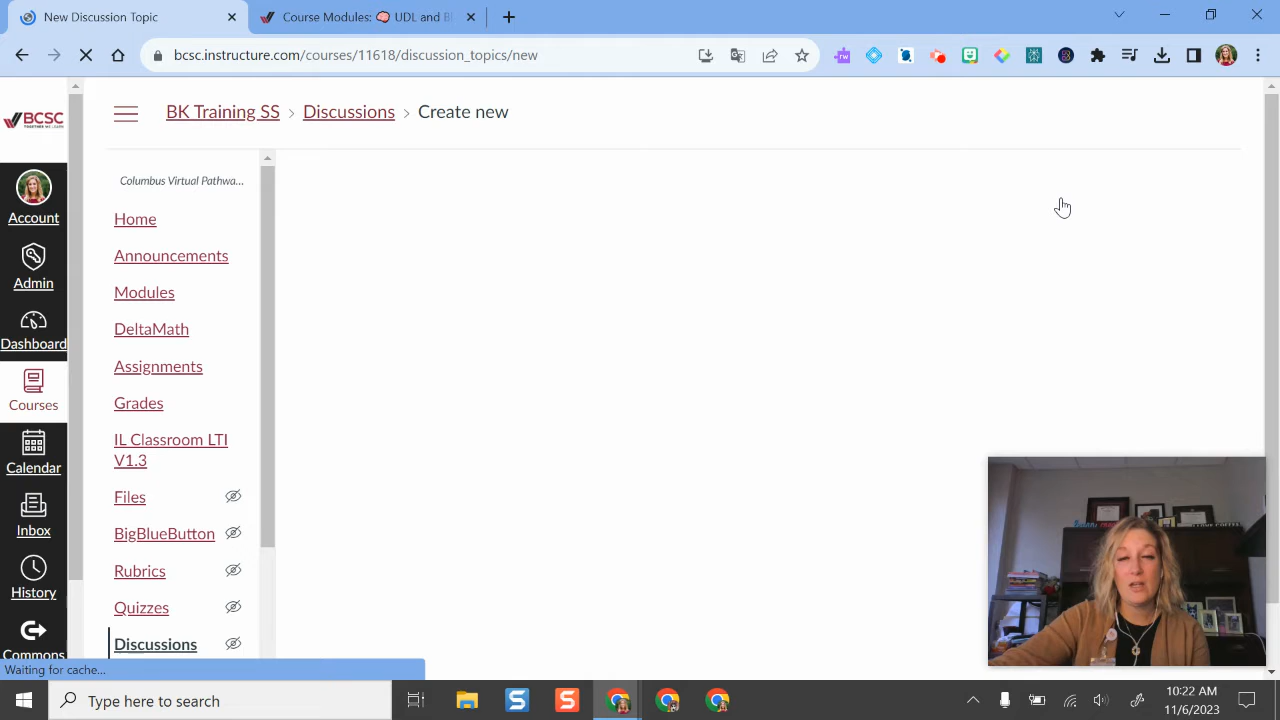 New Discussion
Course Modules: 🧠 UDL and Bl
bcsc.instructure.com/courses/11618/discussion_topics/new
BCSC
BK Training SS > Discussions > Create new
Columbus Virtual Pathwa...
Account
Admin
Dashboard
Courses
Calendar
Inbox
History
Commons
Home
Announcements
Modules
DeltaMath
Assignments
Grades
IL Classroom LTI
V1.3
Files
BigBlueButton
Rubrics
Quizzes
Discussions
Waiting for cache...
Type here to search
10:22 AM
11/6/2023